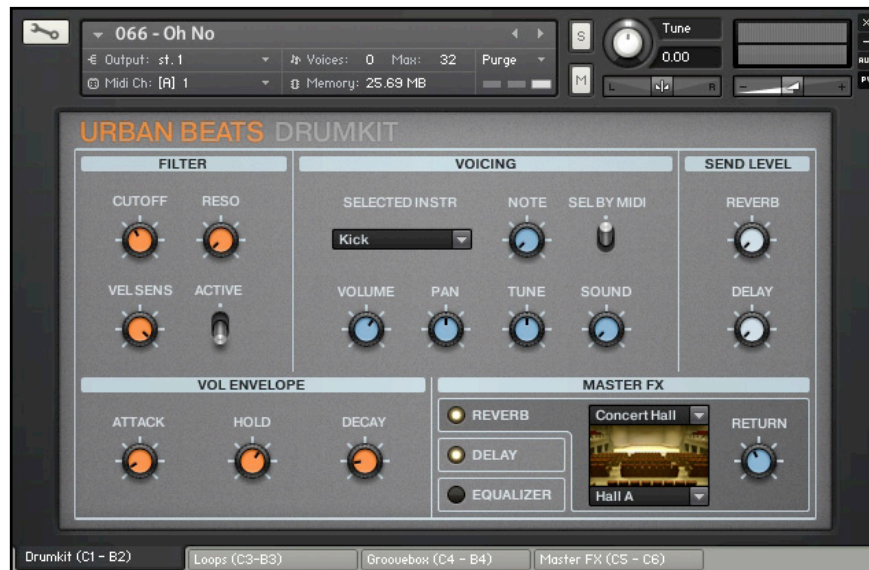 066 - Oh No
Output: st.1
Voices: 0 Max: 32
Purge
Midi Ch: [A] 1
Memory: 25.69 MB
S
M
Tune
0.00
L
R
- +
×
-
AU
PV
URBAN BEATS DRUMKIT
FILTER
CUTOFF RESO
VEL SENS ACTIVE
VOICING
SELECTED INSTR NOTE SEL BY MIDI
Kick
VOLUME PAN TUNE SOUND
SEND LEVEL
REVERB
DELAY
VOL ENVELOPE
ATTACK HOLD DECAY
MASTER FX
REVERB
DELAY
EQUALIZER
Concert Hall
Hall A
RETURN
Drumkit (C1 - B2)
Loops (C3-B3)
Groovebox (C4 - B4)
Master FX (C5 - C6)